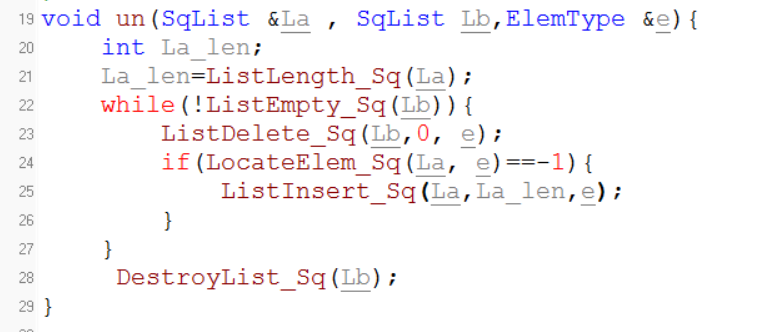 19 void un(SqList &La , SqList Lb,ElemType &e){
20 int La_len;
21 La_len=ListLength_Sq(La);
22 while(!ListEmpty_Sq(Lb)){
23 ListDelete_Sq(Lb,0, e);
24 if(LocateElem_Sq(La, e)==-1){
25 ListInsert_Sq(La,La_len,e);
26 }
27 }
28 DestroyList_Sq(Lb);
29 }